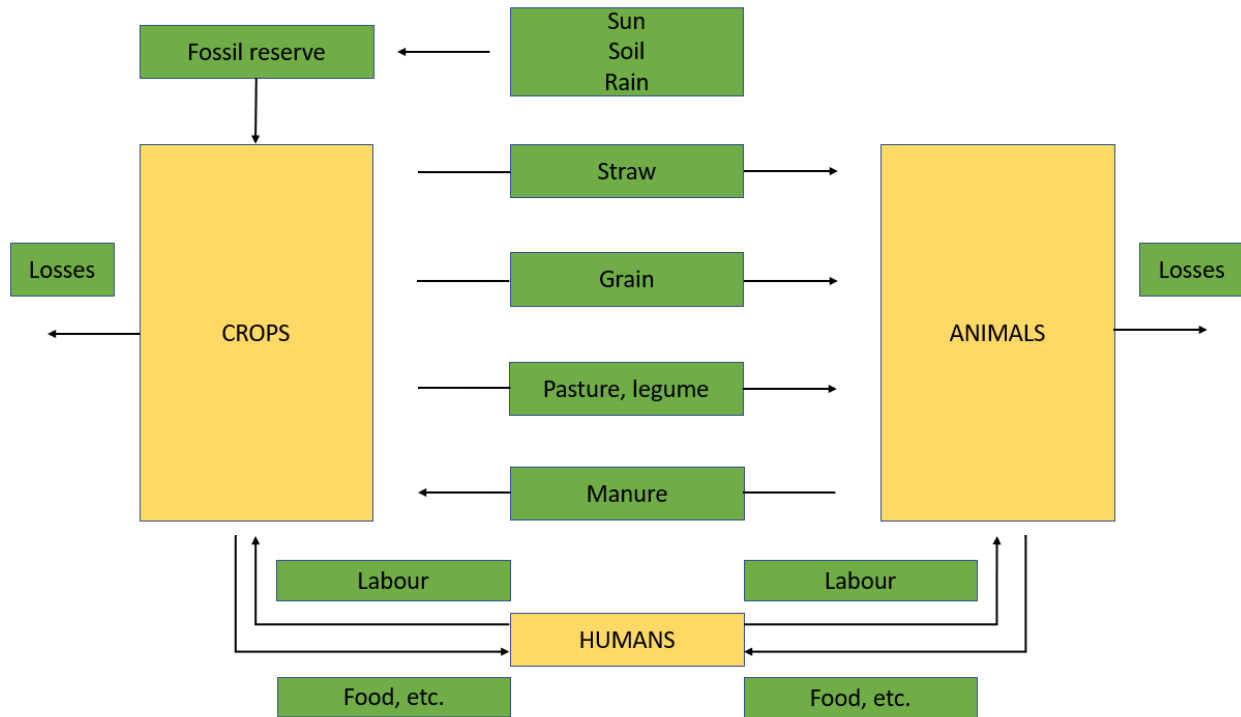 Sun
Soil
Rain
Fossil reserve
Straw
Losses
Grain
Losses
CROPS
ANIMALS
Pasture, legume
Manure
Labour
Labour
HUMANS
Food, etc.
Food, etc.